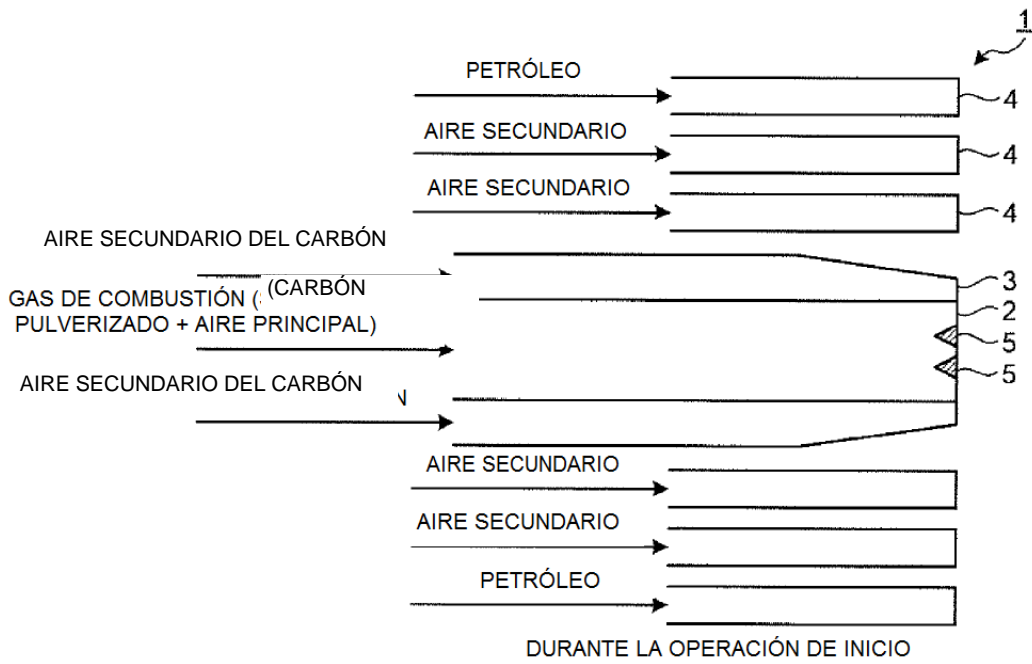 1
PETRÓLEO
4
AIRE SECUNDARIO
4
AIRE SECUNDARIO
4
AIRE SECUNDARIO DEL CARBÓN
3
GAS DE COMBUSTIÓN ( (CARBÓN
2
PULVERIZADO + AIRE PRINCIPAL)
5
5
AIRE SECUNDARIO DEL CARBÓN
N
AIRE SECUNDARIO
AIRE SECUNDARIO
PETRÓLEO
DURANTE LA OPERACIÓN DE INICIO